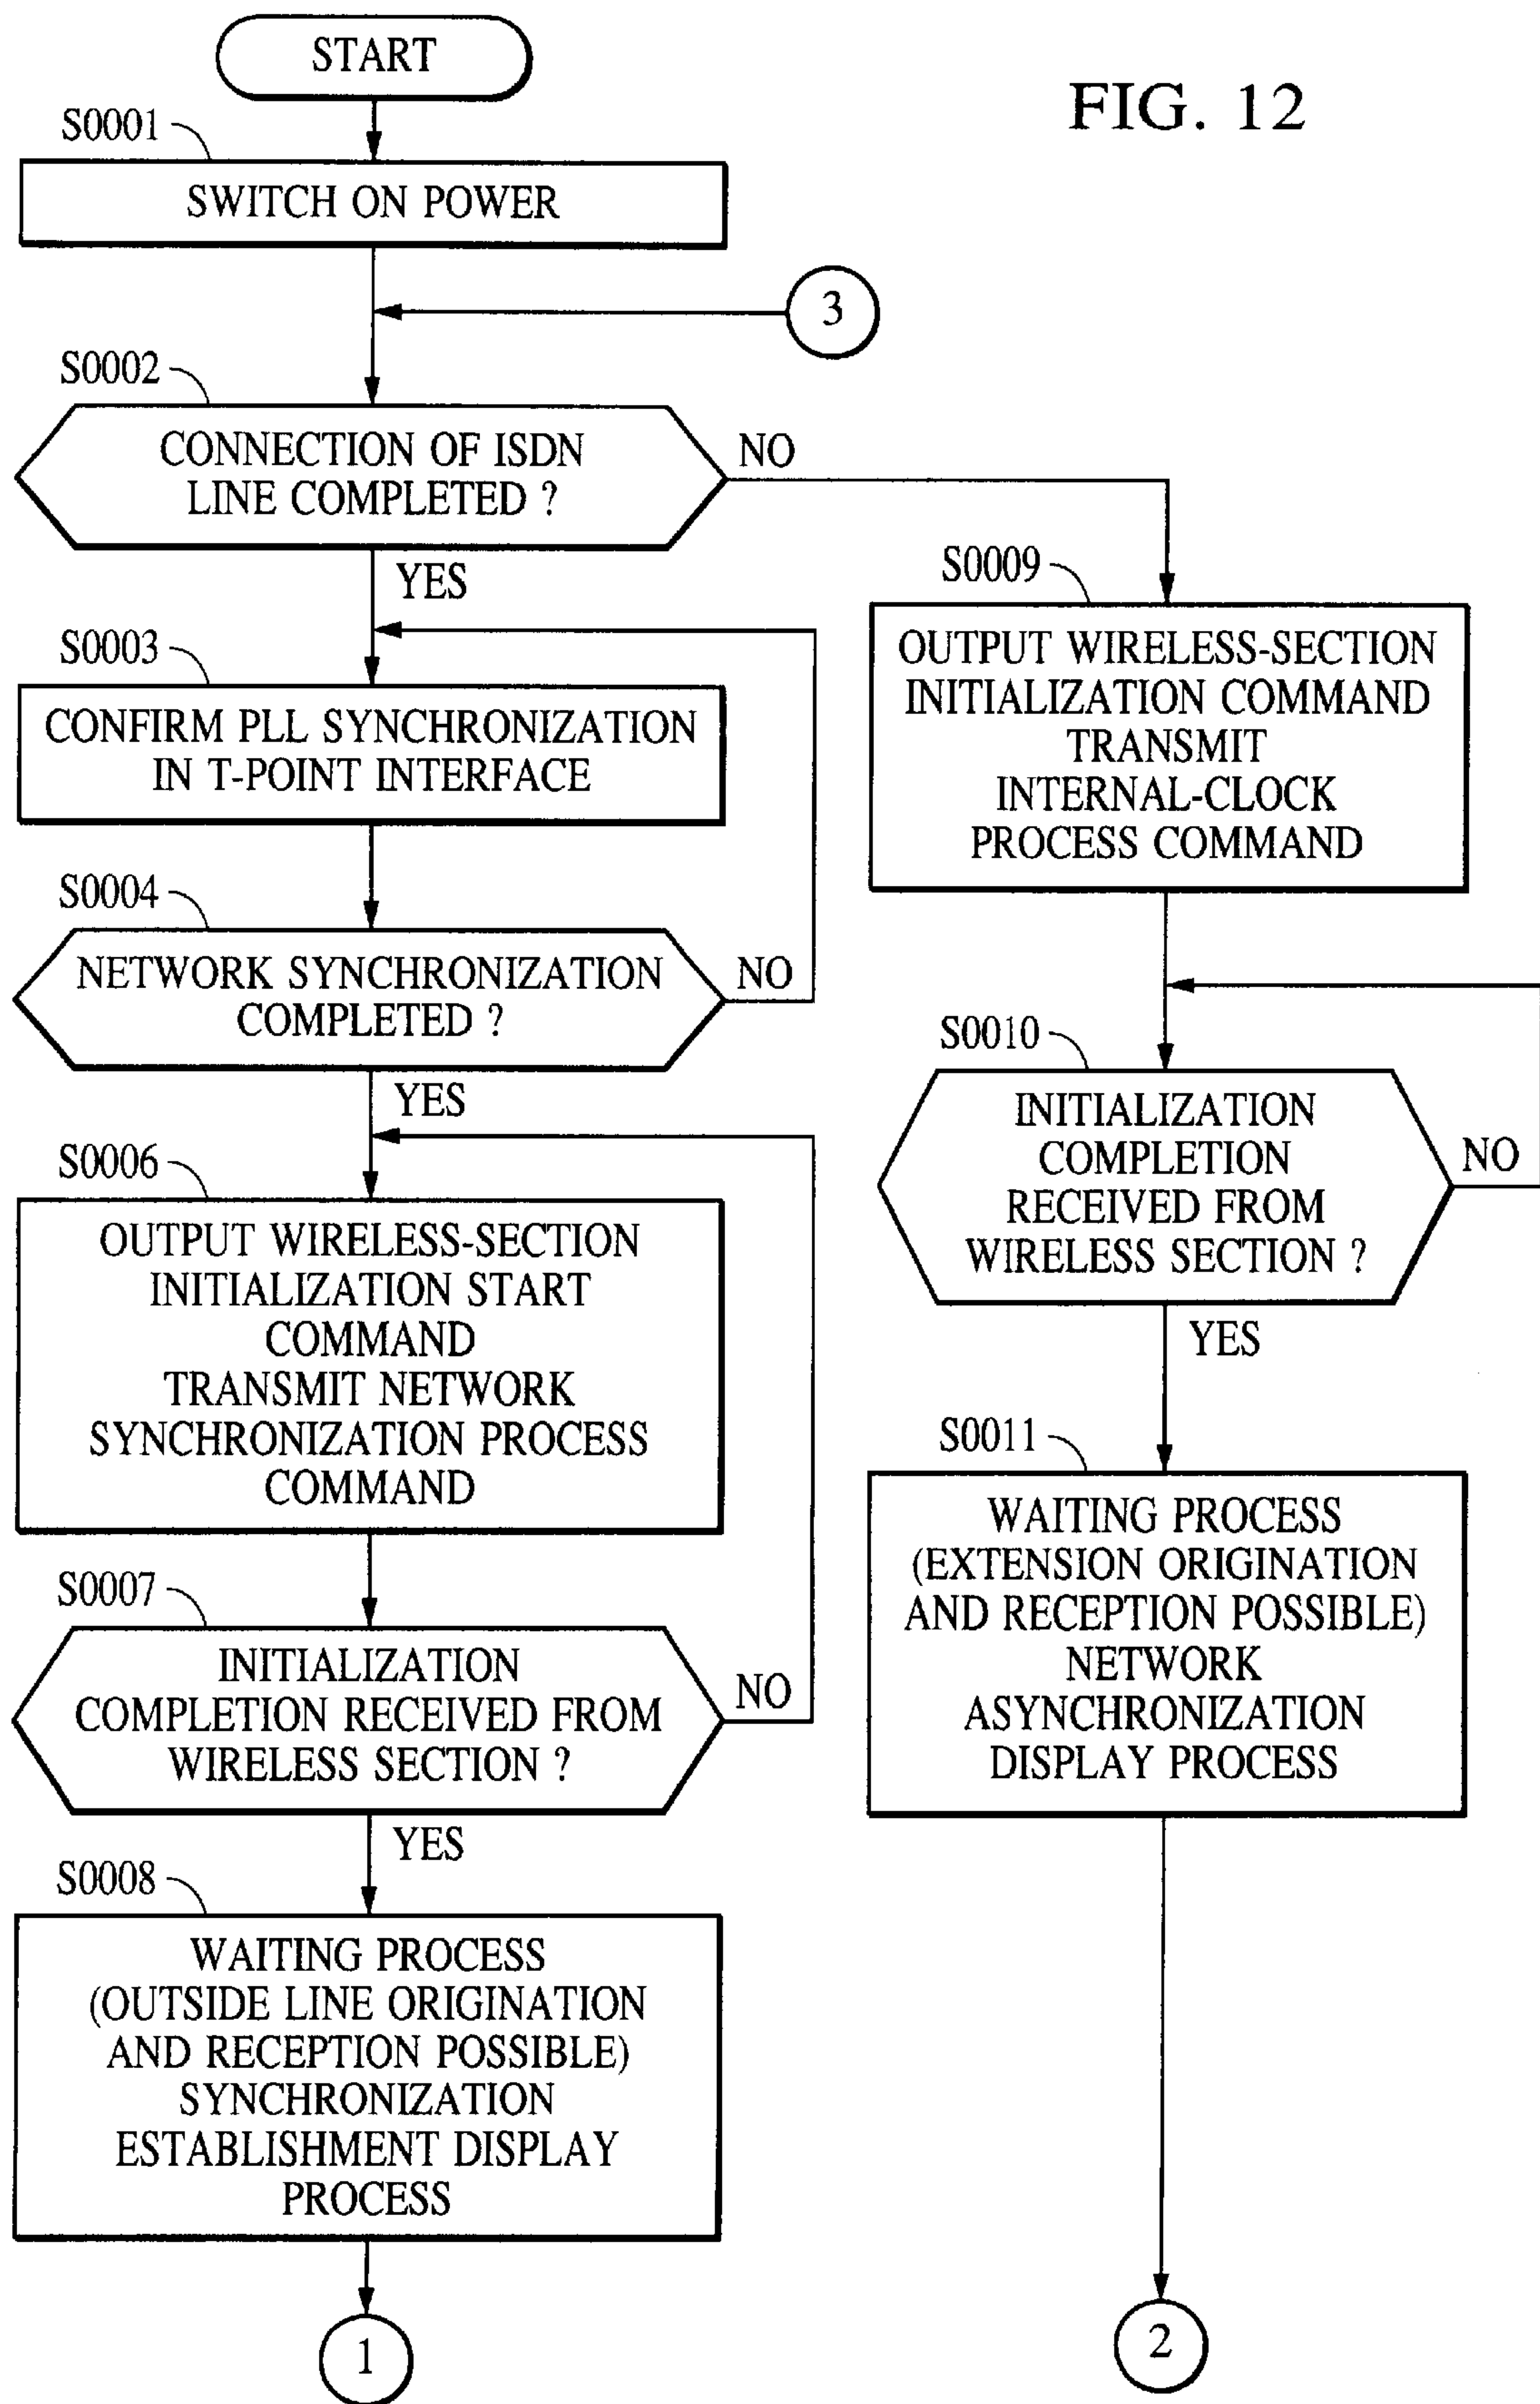 FIG. 12
START
S0001
SWITCH ON POWER
3
S0002
CONNECTION OF ISDN
LINE COMPLETED ?
NO
YES
S0003
CONFIRM PLL SYNCHRONIZATION
IN T-POINT INTERFACE
S0004
NETWORK SYNCHRONIZATION
COMPLETED ?
NO
YES
S0006
OUTPUT WIRELESS-SECTION
INITIALIZATION START
COMMAND
TRANSMIT NETWORK
SYNCHRONIZATION PROCESS
COMMAND
S0007
INITIALIZATION
COMPLETION RECEIVED FROM
WIRELESS SECTION ?
NO
YES
S0008
WAITING PROCESS
(OUTSIDE LINE ORIGINATION
AND RECEPTION POSSIBLE)
SYNCHRONIZATION
ESTABLISHMENT DISPLAY
PROCESS
1
S0009
OUTPUT WIRELESS-SECTION
INITIALIZATION COMMAND
TRANSMIT
INTERNAL-CLOCK
PROCESS COMMAND
S0010
INITIALIZATION
COMPLETION
RECEIVED FROM
WIRELESS SECTION ?
NO
YES
S0011
WAITING PROCESS
(EXTENSION ORIGINATION
AND RECEPTION POSSIBLE)
NETWORK
ASYNCHRONIZATION
DISPLAY PROCESS
2